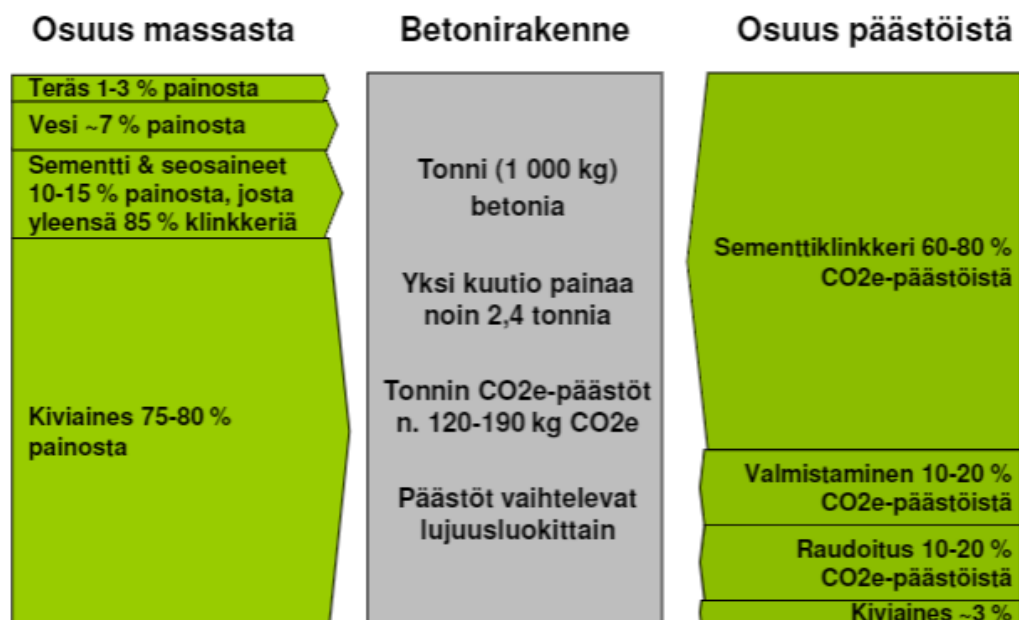 Osuus massasta
Teräs 1-3 % painosta
Vesi ~7 % painosta
Sementti & seosaineet
10-15 % painosta, josta
yleensä 85 % klinkkeriä
Kiviaines 75-80 %
painosta
Betonirakenne
Tonni (1 000 kg)
betonia
Yksi kuutio painaa
noin 2,4 tonnia
Tonnin CO2e-päästöt
n. 120-190 kg CO2e
Päästöt vaihtelevat
lujuusluokittain
Osuus päästöistä
Sementtiklinkkeri 60-80 %
CO2e-päästöistä
Valmistaminen 10-20 %
CO2e-päästöistä
Raudoitus 10-20 %
CO2e-päästöistä
Kiviaines ~3 %